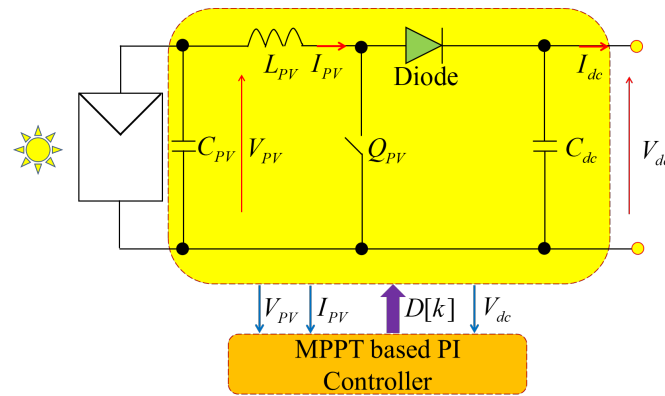 L_PV I_PV Diode I_dc
C_PV V_PV Q_PV C_dc V_dc
V_PV I_PV D[k] V_dc
MPPT based PI
Controller